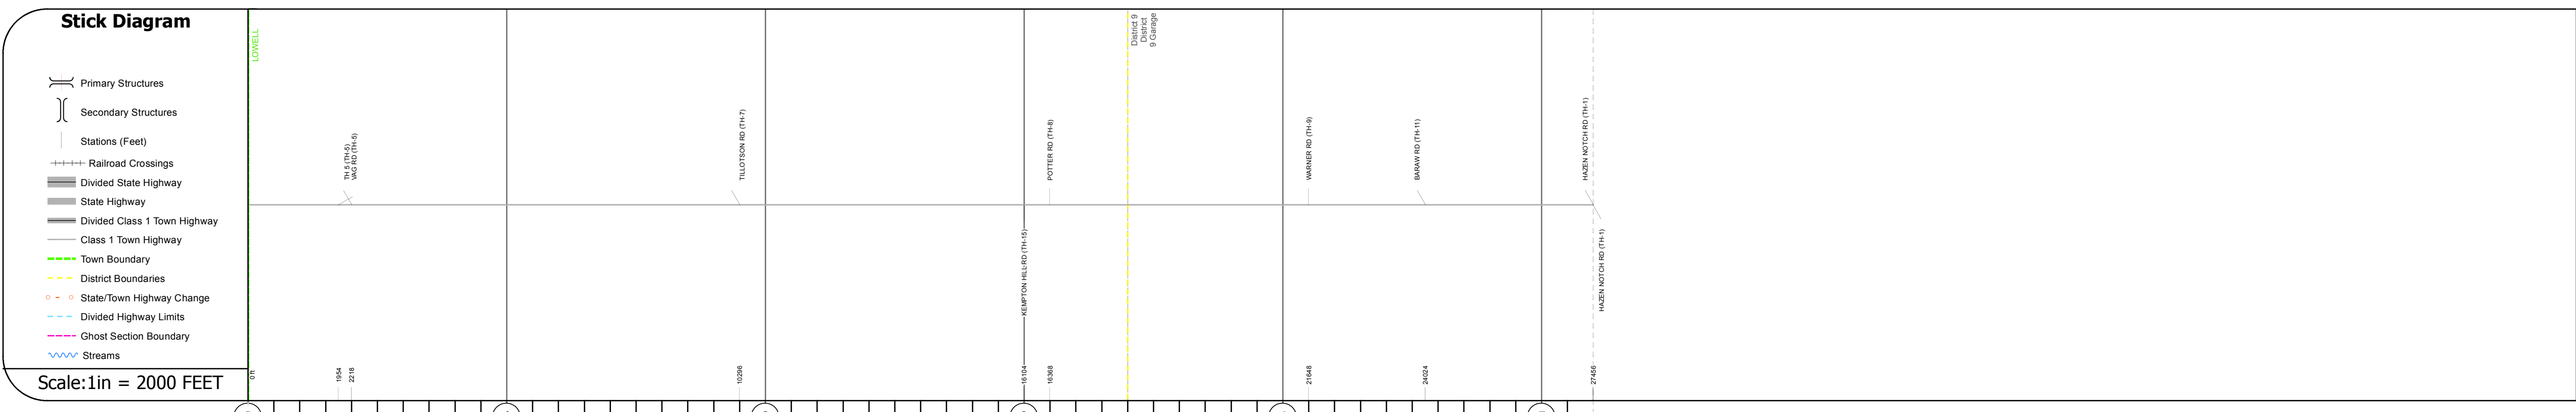 Stick Diagram
Primary Structures
Secondary Structures
Stations (Feet)
Railroad Crossings
Divided State Highway
State Highway
Divided Class 1 Town Highway
Class 1 Town Highway
Town Boundary
District Boundaries
State/Town Highway Change
Divided Highway Limits
Ghost Section Boundary
Streams
Scale:1in = 2000 FEET
LOWELL
TH 5 (TH-5)
VAG RD (TH-5)
TILLOTSON RD (TH-7)
KEMPTON HILL RD (TH-15)
POTTER RD (TH-8)
District 9
District
9 Garage
WARNER RD (TH-9)
BARAW RD (TH-11)
HAZEN NOTCH RD (TH-1)
HAZEN NOTCH RD (TH-1)
0 ft
1954
2218
10296
16104
16368
21648
24024
27456